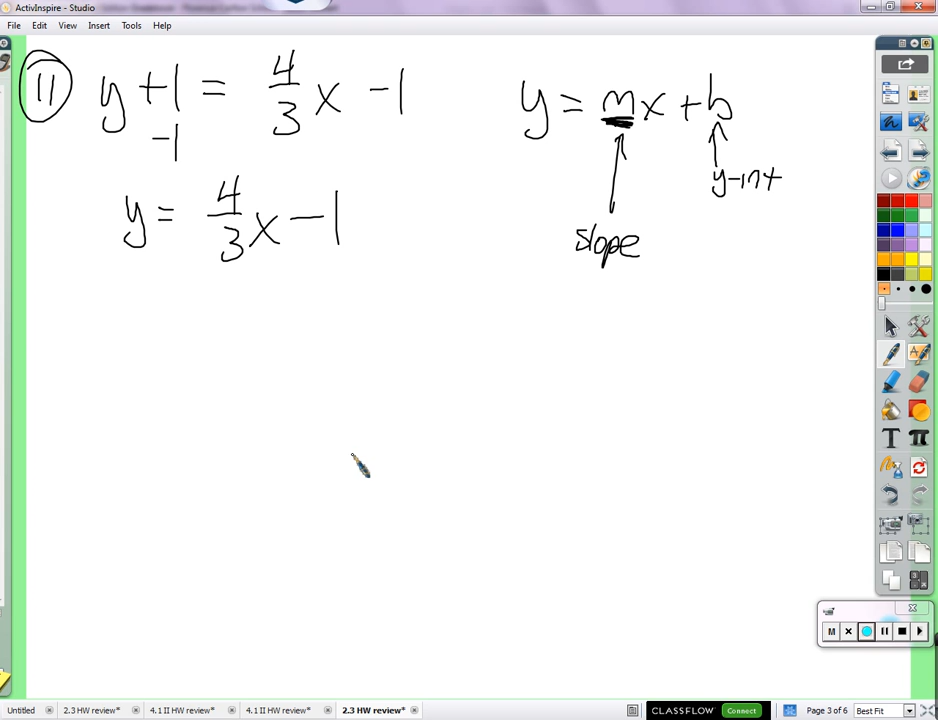 ActivInspire - Studio
File Edit View Insert Tools Help
11 y + 1 = 4/3 x - 1
-1
y = 4/3 x - 1
y = mx + b
y-int
slope
M
Untitled 2.3 HW review* 4.1 II HW review* 4.1 II HW review* 2.3 HW review* CLASSFLOW Connect Page 3 of 6 Best Fit